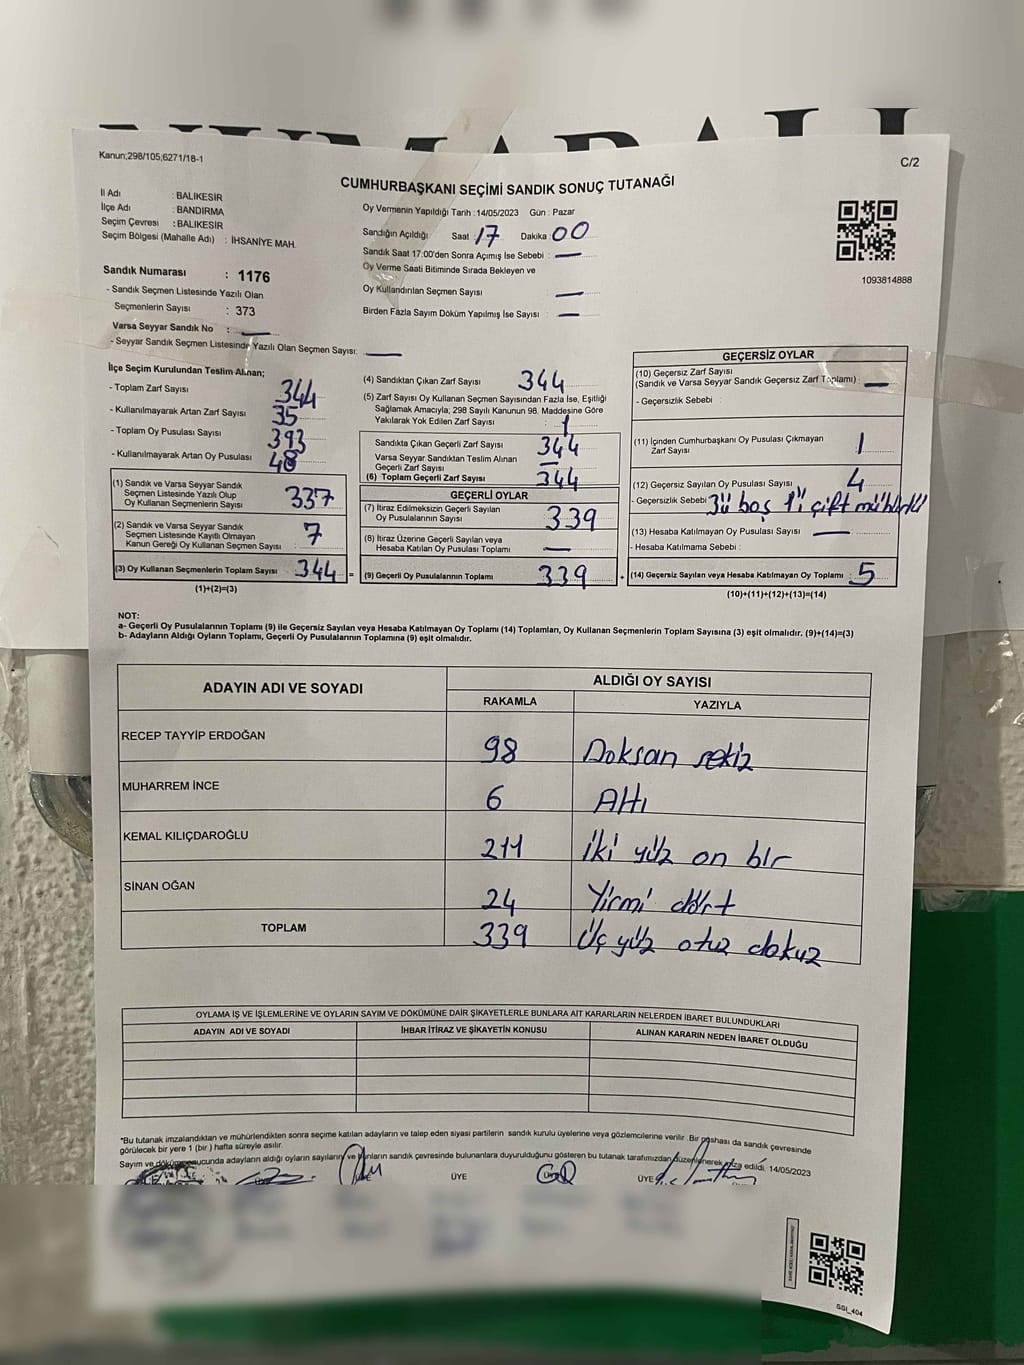 NUMARALI
Kanun;298/105;6271/18-1
C/2
CUMHURBAŞKANI SEÇİMİ SANDIK SONUÇ TUTANAĞI
İl Adı : BALIKESİR
İlçe Adı : BANDIRMA
Seçim Çevresi : BALIKESİR
Seçim Bölgesi (Mahalle Adı) : İHSANİYE MAH.
Sandık Numarası : 1176
- Sandık Seçmen Listesinde Yazılı Olan
Seçmenlerin Sayısı : 373
Varsa Seyyar Sandık No : —
- Seyyar Sandık Seçmen Listesinde Yazılı Olan Seçmen Sayısı: —
Oy Vermenin Yapıldığı Tarih :14/05/2023 Gün : Pazar
Sandığın Açıldığı Saat : 17 Dakika : 00
Sandık Saat 17:00'den Sonra Açımış İse Sebebi : —
Oy Verme Saati Bitiminde Sırada Bekleyen ve
Oy Kullandırılan Seçmen Sayısı : —
Birden Fazla Sayım Döküm Yapılmış İse Sayısı : —
1093814888
İlçe Seçim Kurulundan Teslim Alınan;
- Toplam Zarf Sayısı : 344
- Kullanılmayarak Artan Zarf Sayısı : 35
- Toplam Oy Pusulası Sayısı : 393
- Kullanılmayarak Artan Oy Pusulası : 48
(1) Sandık ve Varsa Seyyar Sandık
Seçmen Listesinde Yazılı Olup
Oy Kullanan Seçmenlerin Sayısı : 337
(2) Sandık ve Varsa Seyyar Sandık
Seçmen Listesinde Kayıtlı Olmayan
Kanun Gereği Oy Kullanan Seçmen Sayısı : 7
(3) Oy Kullanan Seçmenlerin Toplam Sayısı : 344 =
(1)+(2)=(3)
(4) Sandıktan Çıkan Zarf Sayısı : 344
(5) Zarf Sayısı Oy Kullanan Seçmen Sayısından Fazla İse, Eşitliği
Sağlamak Amacıyla; 298 Sayılı Kanunun 98. Maddesine Göre
Yakılarak Yok Edilen Zarf Sayısı : 1
Sandıkta Çıkan Geçerli Zarf Sayısı : 344
Varsa Seyyar Sandıktan Teslim Alınan
Geçerli Zarf Sayısı : —
(6) Toplam Geçerli Zarf Sayısı : 344
GEÇERLİ OYLAR
(7) İtiraz Edilmeksizin Geçerli Sayılan
Oy Pusulalarının Sayısı : 339
(8) İtiraz Üzerine Geçerli Sayılan veya
Hesaba Katılan Oy Pusulası Toplamı : —
(9) Geçerli Oy Pusulalarının Toplamı : 339 +
GEÇERSİZ OYLAR
(10) Geçersiz Zarf Sayısı
(Sandık ve Varsa Seyyar Sandık Geçersiz Zarf Toplamı) : —
- Geçersizlik Sebebi :
(11) İçinden Cumhurbaşkanı Oy Pusulası Çıkmayan
Zarf Sayısı : 1
(12) Geçersiz Sayılan Oy Pusulası Sayısı : 4
- Geçersizlik Sebebi : 3ü boş 1'i çift mühürlü
(13) Hesaba Katılmayan Oy Pusulası Sayısı : —
- Hesaba Katılmama Sebebi :
(14) Geçersiz Sayılan veya Hesaba Katılmayan Oy Toplamı : 5
(10)+(11)+(12)+(13)=(14)
NOT:
a- Geçerli Oy Pusulalarının Toplamı (9) ile Geçersiz Sayılan veya Hesaba Katılmayan Oy Toplamı (14) Toplamları, Oy Kullanan Seçmenlerin Toplam Sayısına (3) eşit olmalıdır. (9)+(14)=(3)
b- Adayların Aldığı Oyların Toplamı, Geçerli Oy Pusulalarının Toplamına (9) eşit olmalıdır.
ADAYIN ADI VE SOYADI
ALDIĞI OY SAYISI
RAKAMLA YAZIYLA
RECEP TAYYİP ERDOĞAN 98 Doksan sekiz
MUHARREM İNCE 6 Altı
KEMAL KILIÇDAROĞLU 211 iki yüz on bir
SİNAN OĞAN 24 Yirmi dört
TOPLAM 339 Üç yüz otuz dokuz
OYLAMA İŞ VE İŞLEMLERİNE VE OYLARIN SAYIM VE DÖKÜMÜNE DAİR ŞİKAYETLERLE BUNLARA AİT KARARLARIN NELERDEN İBARET BULUNDUKLARI
ADAYIN ADI VE SOYADI İHBAR İTİRAZ VE ŞİKAYETİN KONUSU ALINAN KARARIN NEDEN İBARET OLDUĞU
*Bu tutanak imzalandıktan ve mühürlendikten sonra seçime katılan adayların ve talep eden siyasi partilerin sandık kurulu üyelerine veya gözlemcilerine verilir. Bir nüshası da sandık çevresinde
görülecek bir yere 1 (bir) hafta süreyle asılır.
Sayım ve dökümü sonucunda adayların aldığı oyların sayıları ve bunların sandık çevresinde bulunanlara duyurulduğunu gösteren bu tutanak tarafımızdan düzenlenerek imza edildi. 14/05/2023
ÜYE ÜYE
SSI_404